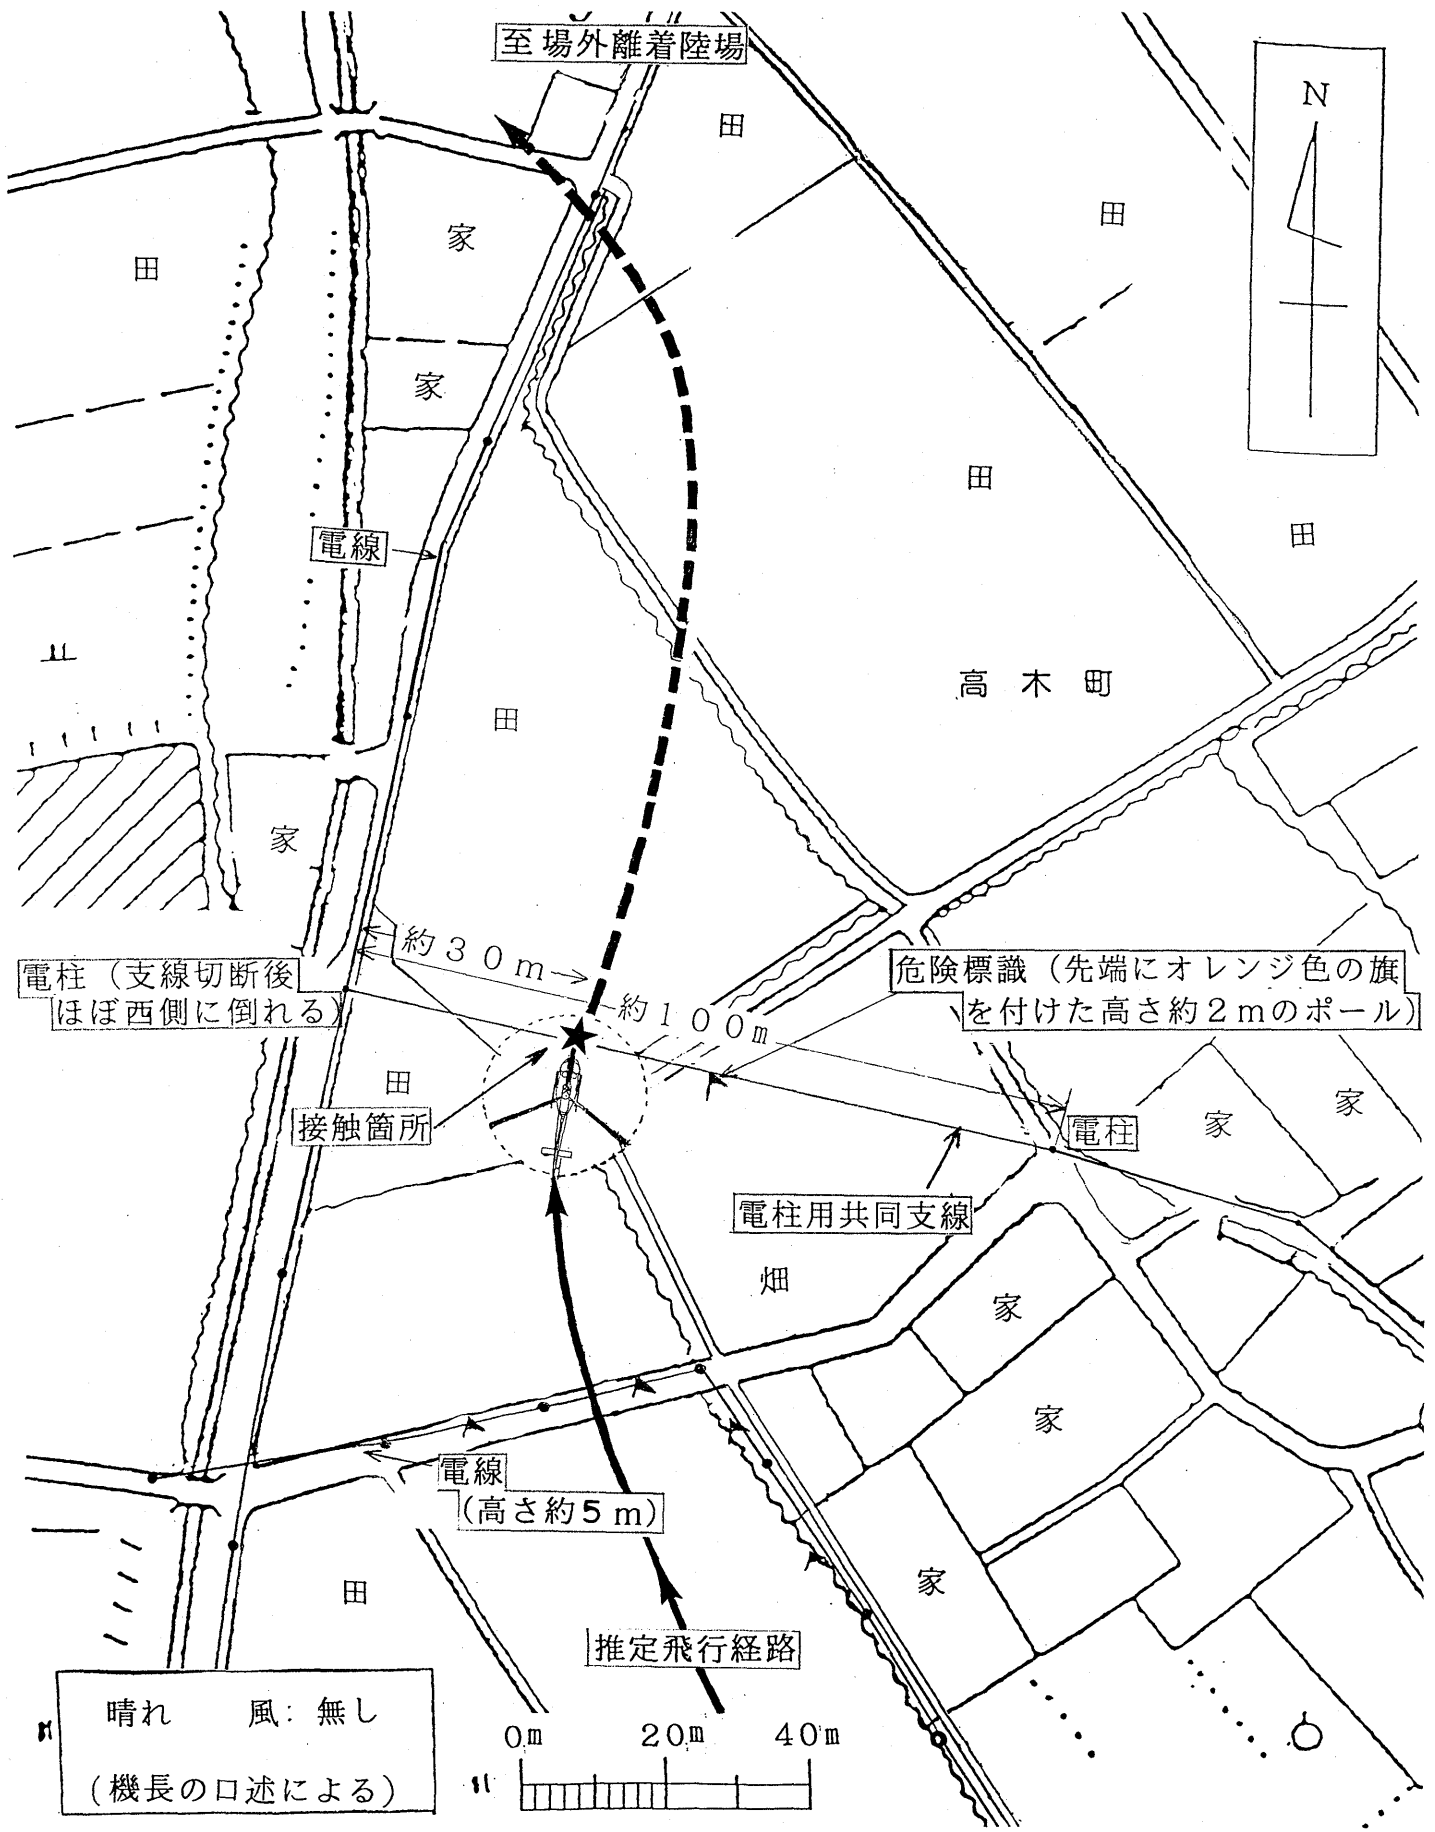 至場外離着陸場
N
田
田
家
田
家
田
田
電線
高木町
田
家
約30m
電柱(支線切断後
ほぼ西側に倒れる)
危険標識(先端にオレンジ色の旗
を付けた高さ約2mのポール)
約100m
田
接触箇所
家
家
電柱
電柱用共同支線
畑
家
家
電線
(高さ約5m)
田
家
推定飛行経路
晴れ 風:無し
(機長の口述による)
0m 20m 40m